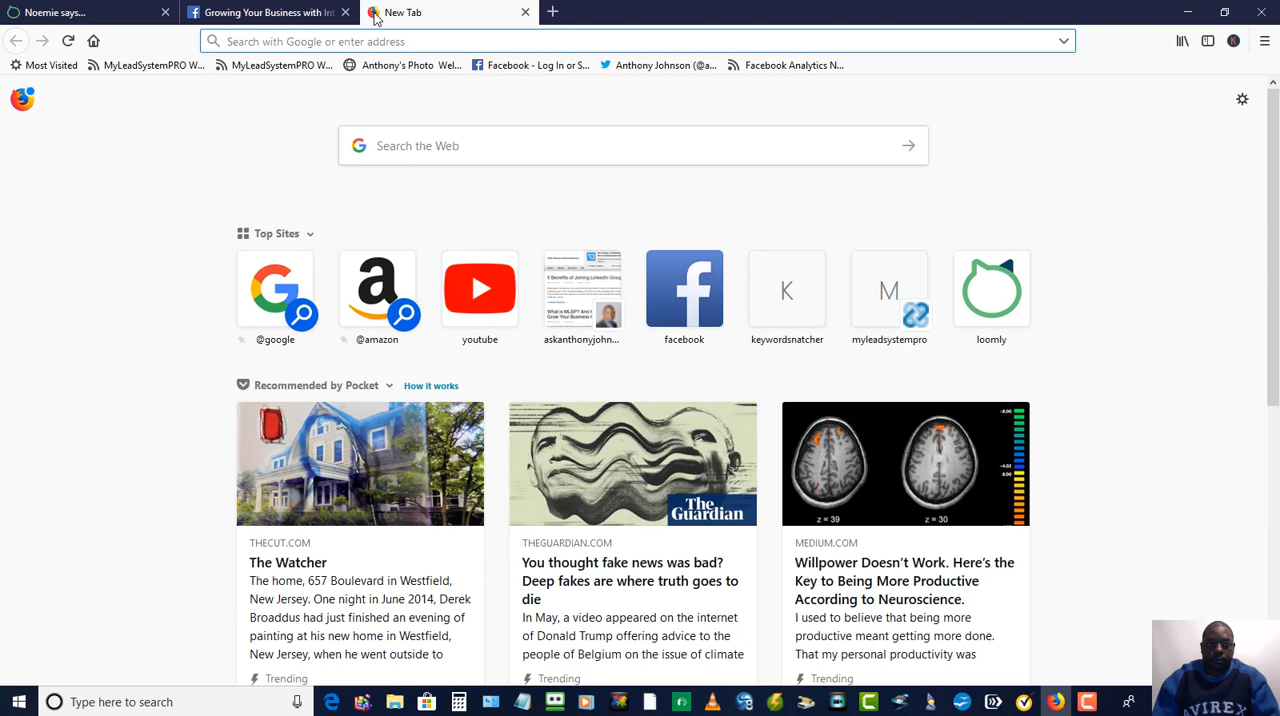 Noemie says...
Growing Your Business with Int
New Tab
Search with Google or enter address
Most Visited
MyLeadSystemPRO W...
MyLeadSystemPRO W...
Anthony's Photo Wel...
Facebook - Log In or S...
Anthony Johnson (@a...
Facebook Analytics N...
Search the Web
Top Sites
K
M
@google
@amazon
youtube
askanthonyjohn...
facebook
keywordsnatcher
myleadsystempro
loomly
Recommended by Pocket
How it works
The Guardian
z = 39
z = 30
THECUT.COM
The Watcher
The home, 657 Boulevard in Westfield,
New Jersey. One night in June 2014, Derek
Broaddus had just finished an evening of
painting at his new home in Westfield,
New Jersey, when he went outside to
Trending
THEGUARDIAN.COM
You thought fake news was bad?
Deep fakes are where truth goes to
die
In May, a video appeared on the internet
of Donald Trump offering advice to the
people of Belgium on the issue of climate
Trending
MEDIUM.COM
Willpower Doesn't Work. Here's the
Key to Being More Productive
According to Neuroscience.
I used to believe that being more
productive meant getting more done.
That my personal productivity was
Trending
AVIREX
Type here to search